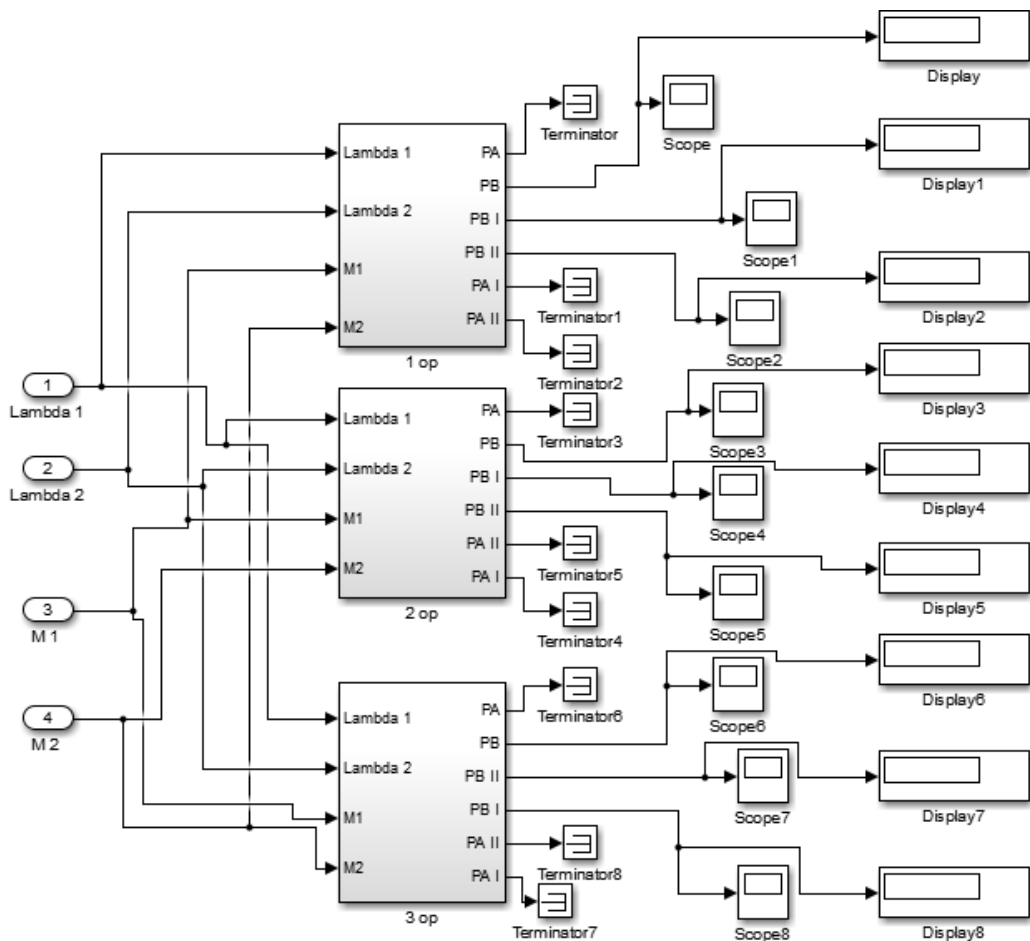 Display
Terminator
Scope
Lambda 1
PA
Lambda 2
PB
PB I
Display1
M1
PB II
Scope1
PA I
Terminator1
Display2
M2
PA II
Scope2
1 op
Terminator2
1
Lambda 1
Lambda 1
PA
Terminator3
Display3
PB
Scope3
2
Lambda 2
Lambda 2
PB I
Display4
M1
PB II
Scope4
M2
PA II
Terminator5
PA I
Display5
3
M 1
2 op
Terminator4
Scope5
Lambda 1
PA
Terminator6
Display6
4
M 2
PB
Scope6
Lambda 2
PB II
M1
PB I
Scope7
Display7
M2
PA II
Terminator8
PA I
3 op
Terminator7
Scope8
Display8